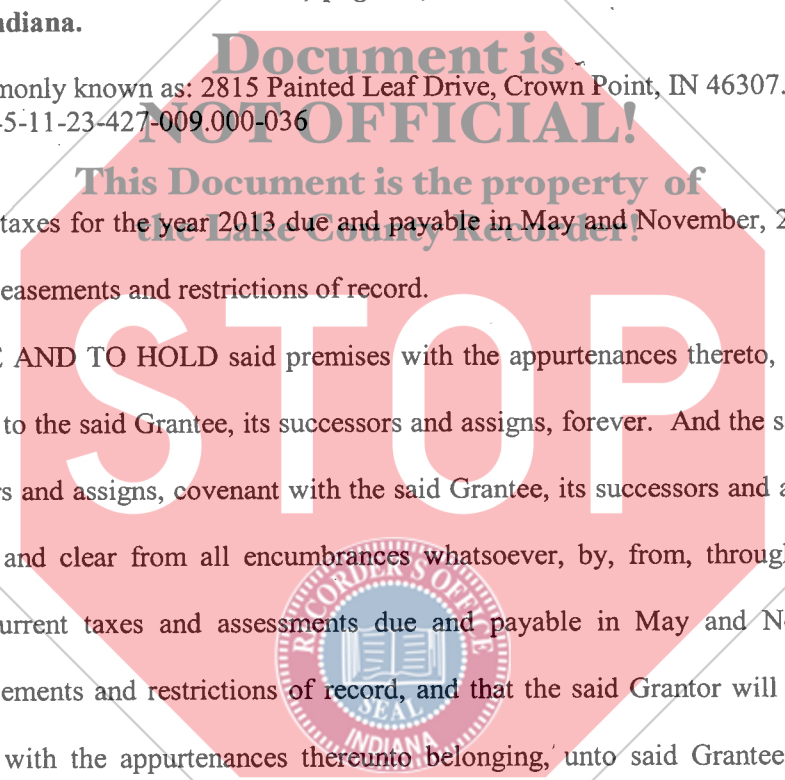 ndiana.
Document is
monly known as: 2815 Painted Leaf Drive, Crown Point, IN 46307.
NOT OFFICIAL!
-5-11-23-427-009.000-036
This Document is the property of
taxes for the year 2013 due and payable in May and November, 2
the Lake County Recorder!
easements and restrictions of record.
STOP
E AND TO HOLD said premises with the appurtenances thereto,
to the said Grantee, its successors and assigns, forever. And the s
rs and assigns, covenant with the said Grantee, its successors and a
and clear from all encumbrances whatsoever, by, from, through
urrent taxes and assessments due and payable in May and N
ements and restrictions of record, and that the said Grantor will
with the appurtenances thereunto belonging, unto said Grantee
RECORDER'S OFFICE
SEAL
INDIANA